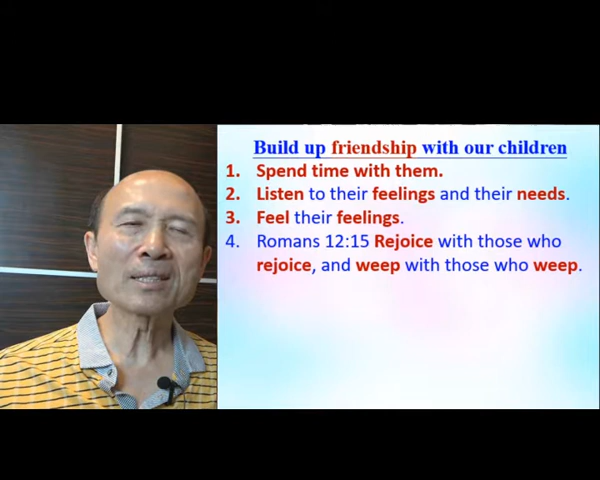 Build up friendship with our children
1. Spend time with them.
2. Listen to their feelings and their needs.
3. Feel their feelings.
4. Romans 12:15 Rejoice with those who
rejoice, and weep with those who weep.